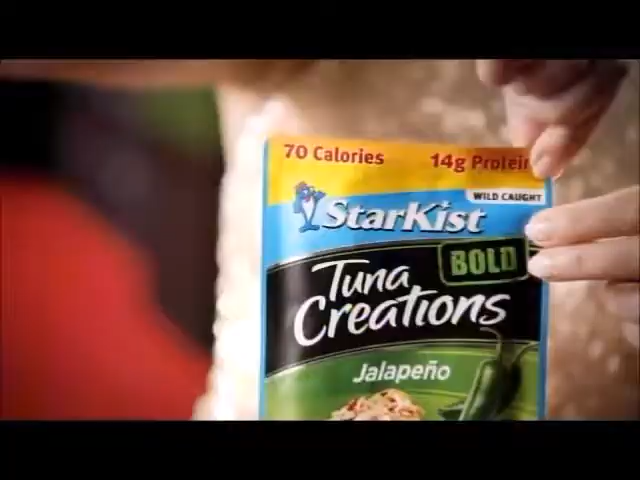 70 Calories 14g Protein
WILD CAUGHT
StarKist
BOLD
Tuna
Creations
Jalapeño